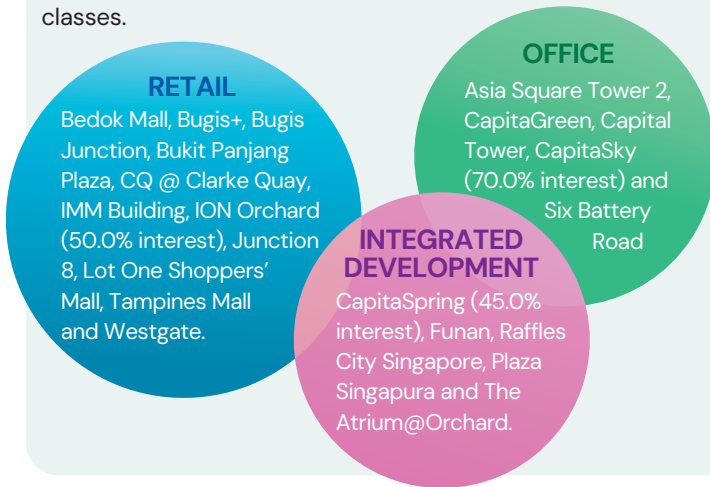 classes.
RETAIL
Bedok Mall, Bugis+, Bugis
Junction, Bukit Panjang
Plaza, CQ @ Clarke Quay,
IMM Building, ION Orchard
(50.0% interest), Junction
8, Lot One Shoppers’
Mall, Tampines Mall
and Westgate.
OFFICE
Asia Square Tower 2,
CapitaGreen, Capital
Tower, CapitaSky
(70.0% interest) and
Six Battery
Road
INTEGRATED
DEVELOPMENT
CapitaSpring (45.0%
interest), Funan, Raffles
City Singapore, Plaza
Singapura and The
Atrium@Orchard.